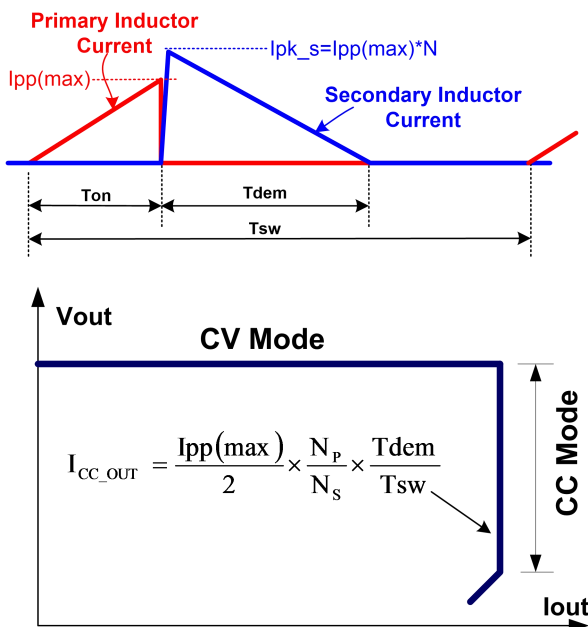 Primary Inductor
Current
Ipk_s=Ipp(max)*N
Ipp(max)
Secondary Inductor
Current
Ton
Tdem
Tsw
Vout
CV Mode
I_CC_OUT = Ipp(max)/2 × N_P/N_S × Tdem/Tsw
CC Mode
Iout